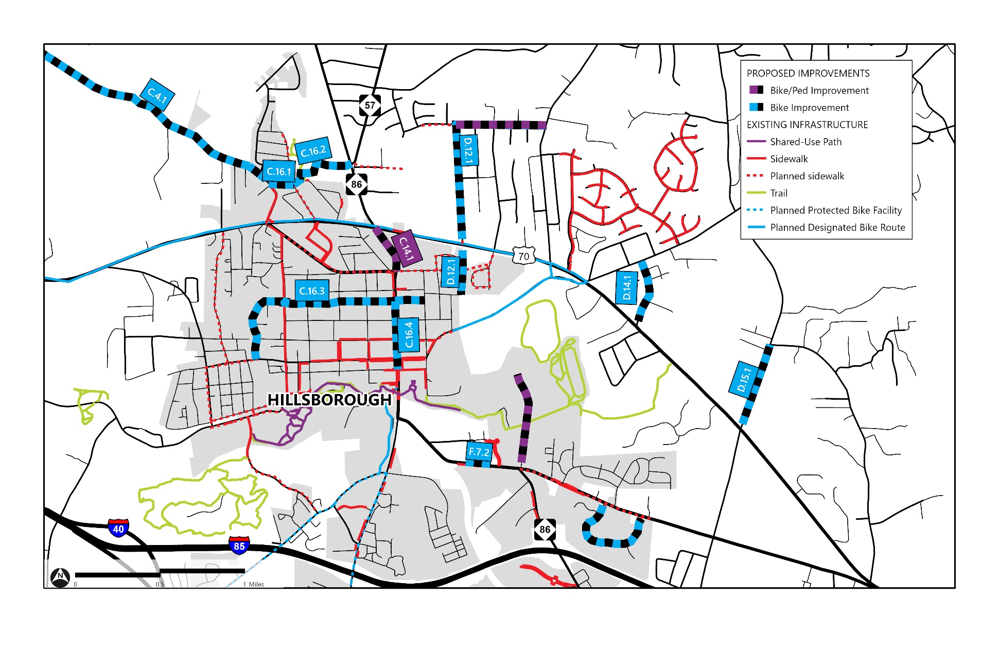 PROPOSED IMPROVEMENTS
Bike/Ped Improvement
Bike Improvement
EXISTING INFRASTRUCTURE
Shared-Use Path
Sidewalk
Planned sidewalk
Trail
Planned Protected Bike Facility
Planned Designated Bike Route
C.4.1
57
C.16.2
D.12.1
C.16.1
86
C.14.1
70
D.12.1
C.16.3
D.14.1
C.16.4
D.15.1
HILLSBOROUGH
F.7.2
40
86
85
N
0 0.5 1 Miles